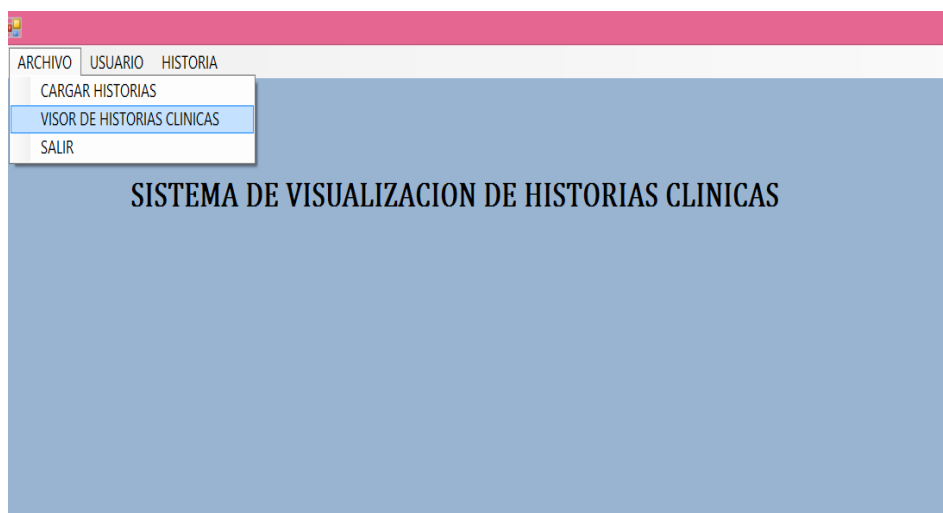 ARCHIVO USUARIO HISTORIA
CARGAR HISTORIAS
VISOR DE HISTORIAS CLINICAS
SALIR
SISTEMA DE VISUALIZACION DE HISTORIAS CLINICAS